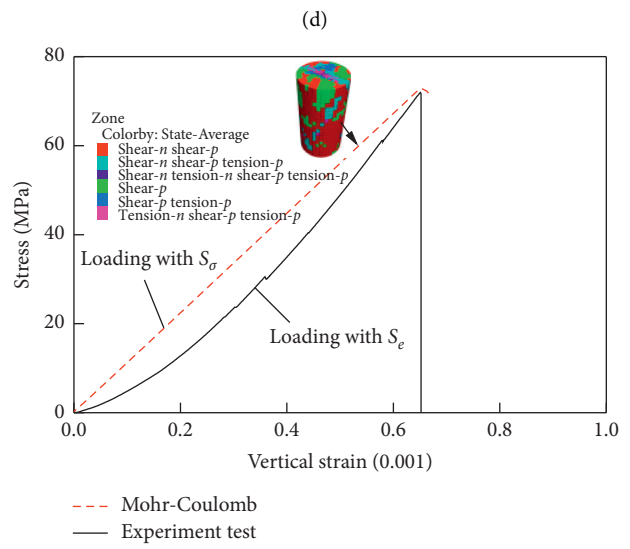 (d)
80
60
40
20
0
Stress (MPa)
Zone
Colorby: State-Average
Shear-n shear-p
Shear-n shear-p tension-p
Shear-n tension-n shear-p tension-p
Shear-p
Shear-p tension-p
Tension-n shear-p tension-p
Loading with Sσ
Loading with Se
0.0 0.2 0.4 0.6 0.8 1.0
Vertical strain (0.001)
Mohr-Coulomb
Experiment test